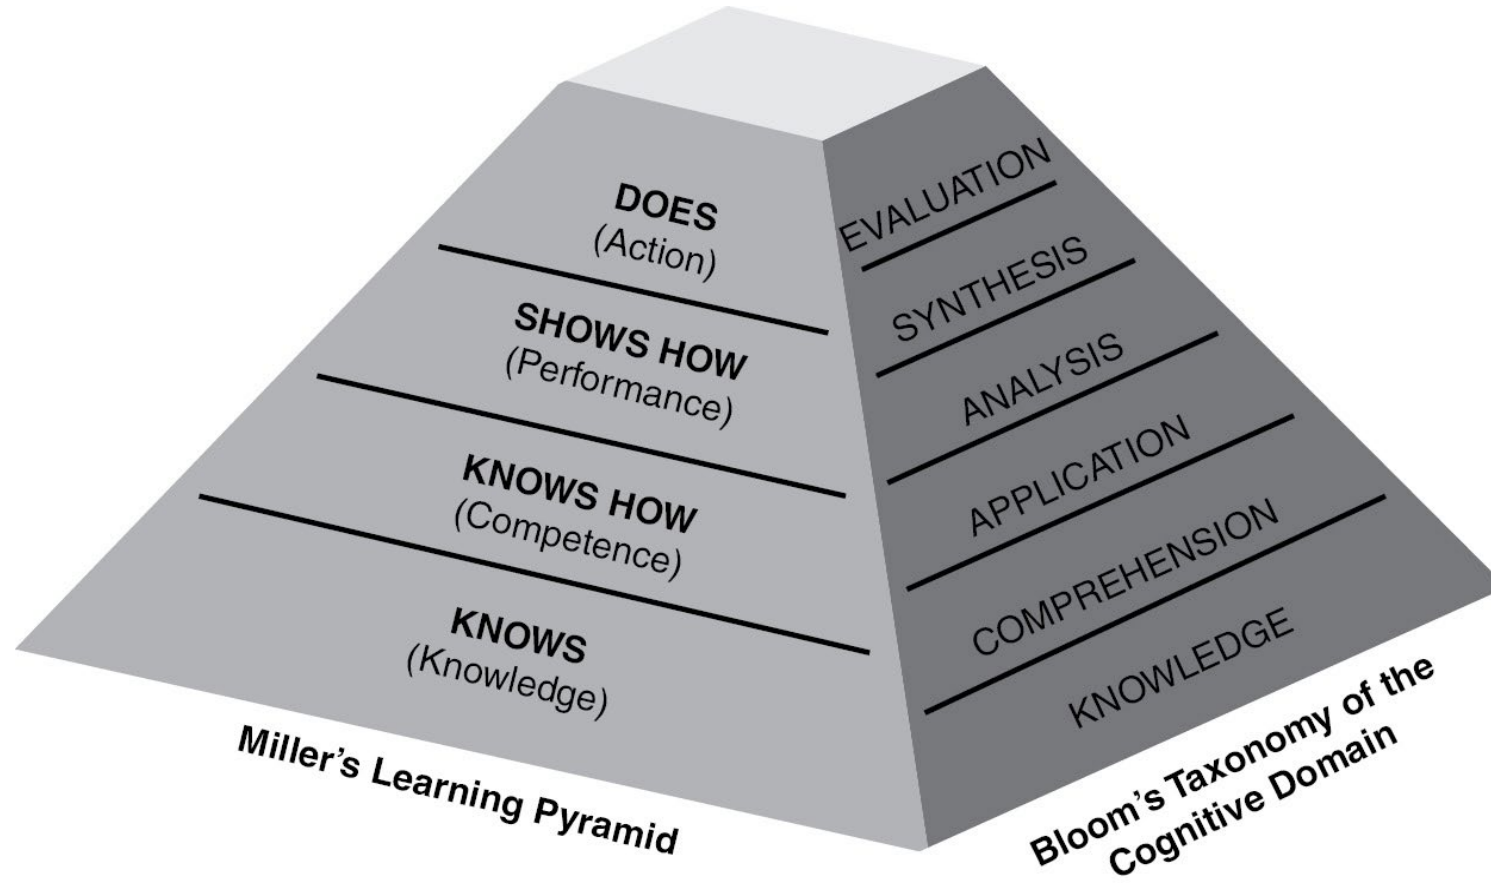 DOES
(Action)
SHOWS HOW
(Performance)
KNOWS HOW
(Competence)
KNOWS
(Knowledge)
Miller’s Learning Pyramid
EVALUATION
SYNTHESIS
ANALYSIS
APPLICATION
COMPREHENSION
KNOWLEDGE
Bloom’s Taxonomy of the
Cognitive Domain